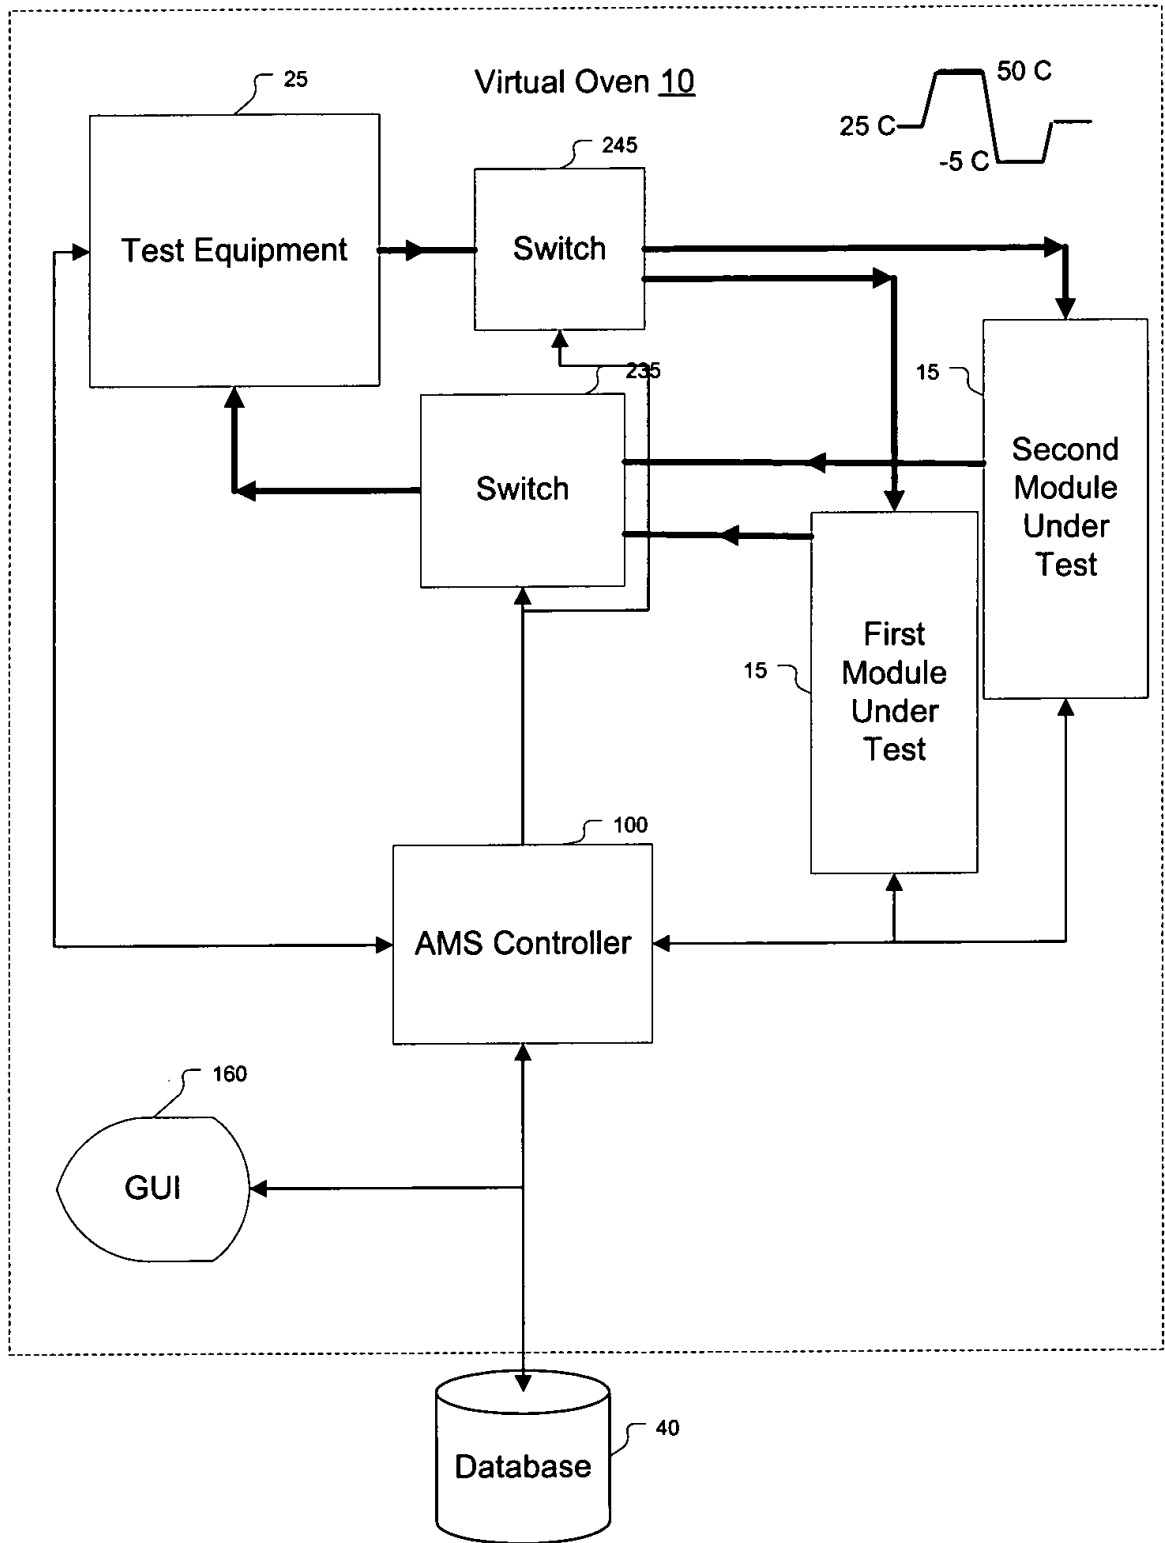 25
Virtual Oven 10
50 C
25 C
-5 C
245
Test Equipment
Switch
235
15
Switch
Second
Module
Under
Test
15
First
Module
Under
Test
100
AMS Controller
160
GUI
40
Database